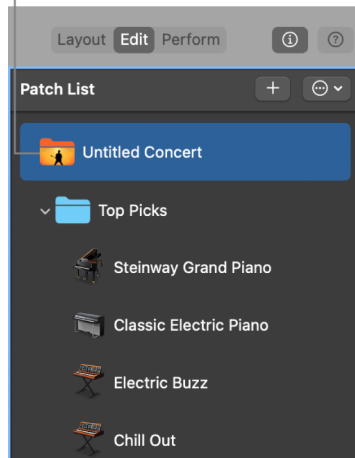 Layout Edit Perform
Patch List
Untitled Concert
Top Picks
Steinway Grand Piano
Classic Electric Piano
Electric Buzz
Chill Out